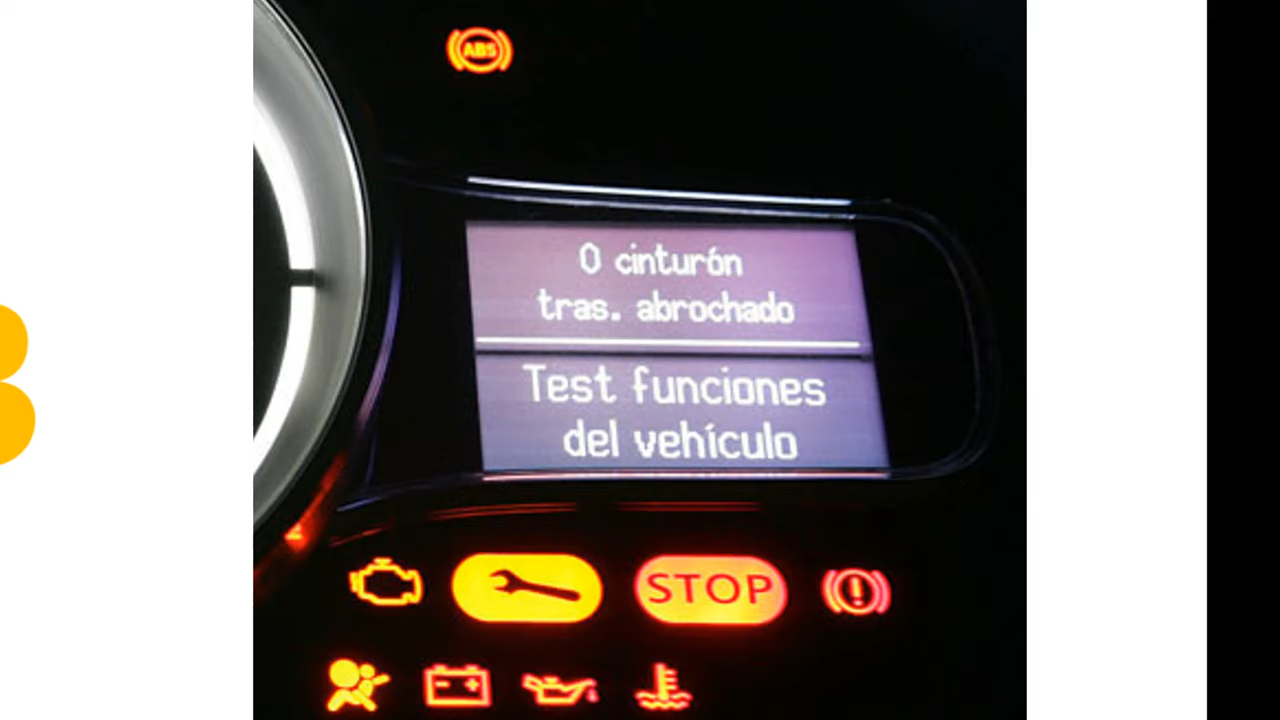 ABS
0 cinturón
tras. abrochado
Test funciones
del vehículo
STOP